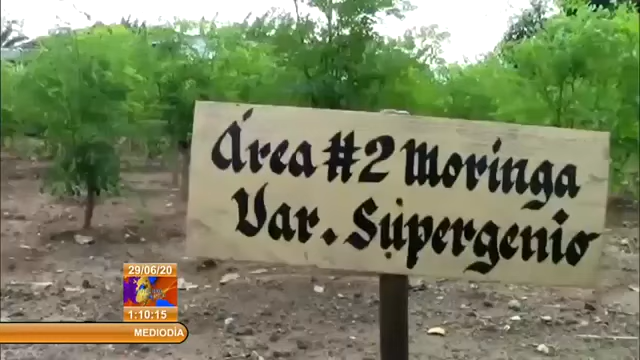 Área #2 Moringa
Var. Supergenio
29/06/20
1:10:15
MEDIODÍA